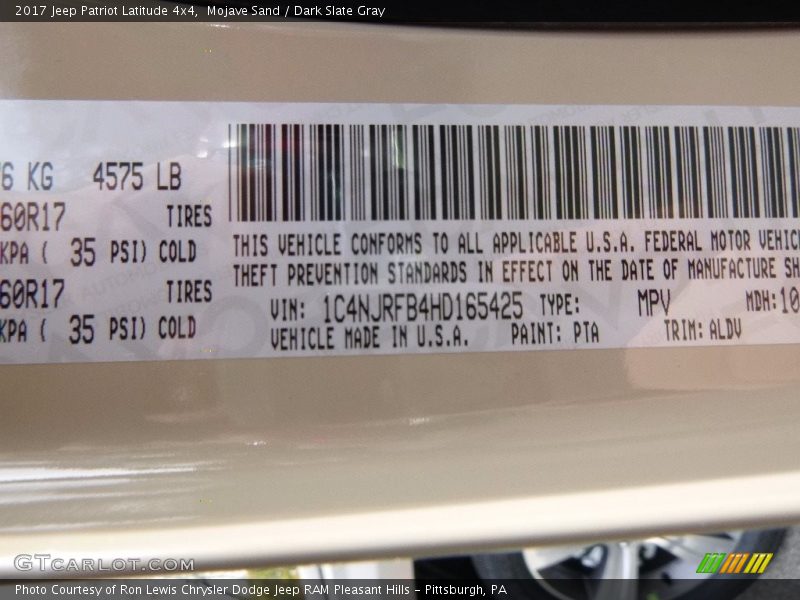 2017 Jeep Patriot Latitude 4x4,  Mojave Sand / Dark Slate Gray
6 KG 4575 LB
60R17 TIRES
KPA ( 35 PSI) COLD
60R17 TIRES
KPA ( 35 PSI) COLD
THIS VEHICLE CONFORMS TO ALL APPLICABLE U.S.A. FEDERAL MOTOR VEHIC
THEFT PREVENTION STANDARDS IN EFFECT ON THE DATE OF MANUFACTURE SH
VIN: 1C4NJRFB4HD165425 TYPE: MPV MDH: 10
VEHICLE MADE IN U.S.A. PAINT: PTA TRIM: ALDV
GTCARLOT.COM
Photo Courtesy of Ron Lewis Chrysler Dodge Jeep RAM Pleasant Hills - Pittsburgh, PA